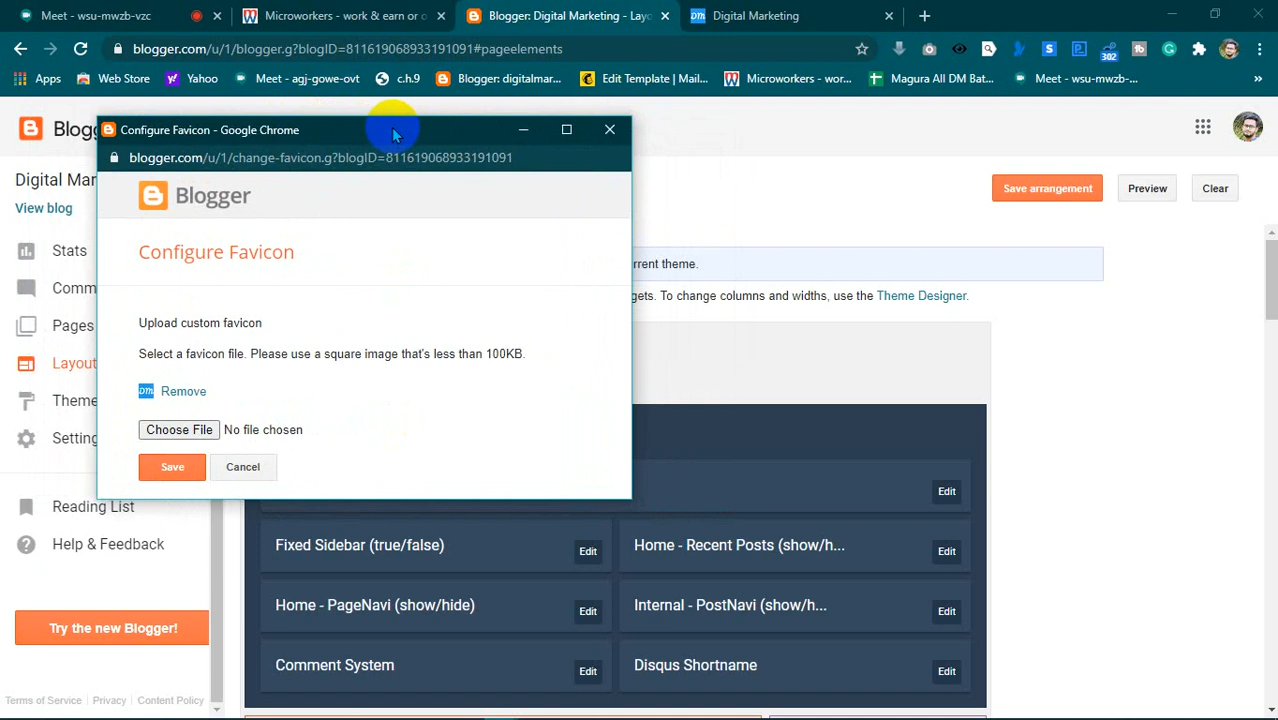 Meet - wsu-mwzb-vzc
Microworkers - work & earn or o
Blogger: Digital Marketing - Layo
Digital Marketing
blogger.com/u/1/blogger.g?blogID=811619068933191091#pageelements
302
Apps
Web Store
Yahoo
Meet - agj-gowe-ovt
c.h.9
Blogger: digitalmar...
Edit Template | Mail...
Microworkers - wor...
Magura All DM Bat...
Meet - wsu-mwzb-...
»
Blog
Configure Favicon - Google Chrome
blogger.com/u/1/change-favicon.g?blogID=811619068933191091
Digital Mar
View blog
Blogger
Save arrangement
Preview
Clear
Stats
Configure Favicon
rrent theme.
Comm
gets. To change columns and widths, use the Theme Designer.
Pages
Upload custom favicon
Select a favicon file. Please use a square image that's less than 100KB.
Layout
DM Remove
Theme
Choose File No file chosen
Setting
Save
Cancel
Edit
Reading List
Help & Feedback
Fixed Sidebar (true/false)
Edit
Home - Recent Posts (show/h...
Edit
Home - PageNavi (show/hide)
Edit
Internal - PostNavi (show/h...
Edit
Try the new Blogger!
Comment System
Edit
Disqus Shortname
Edit
Terms of Service
Privacy
Content Policy